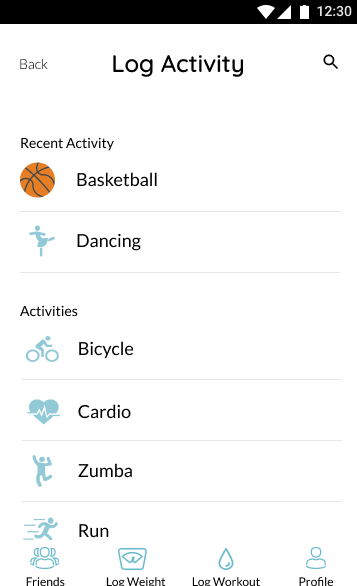 12:30
Back
Log Activity
Recent Activity
Basketball
Dancing
Activities
Bicycle
Cardio
Zumba
Run
Friends
Log Weight
Log Workout
Profile